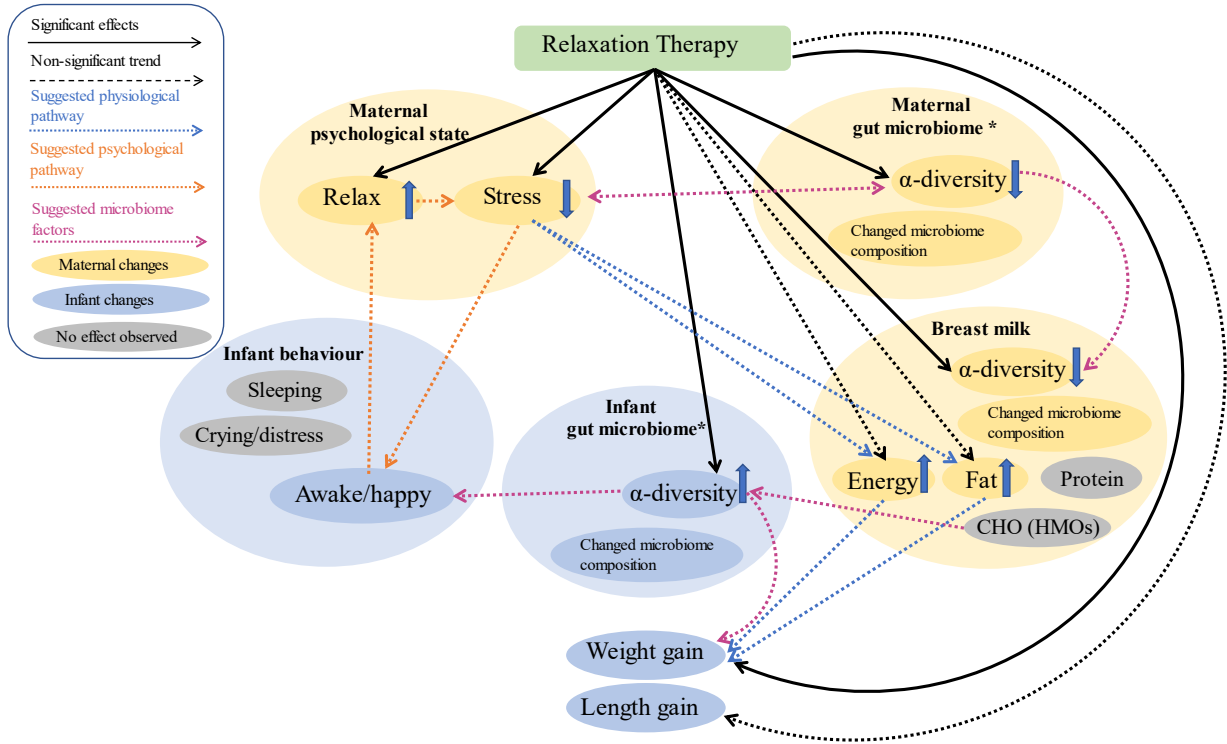 Significant effects
Non-significant trend
Suggested physiological
pathway
Suggested psychological
pathway
Suggested microbiome
factors
Maternal changes
Infant changes
No effect observed
Relaxation Therapy
Maternal
psychological state
Relax
Stress
Maternal
gut microbiome *
α-diversity
Changed microbiome
composition
Infant behaviour
Sleeping
Crying/distress
Awake/happy
Infant
gut microbiome*
α-diversity
Changed microbiome
composition
Breast milk
α-diversity
Changed microbiome
composition
Energy
Fat
Protein
CHO (HMOs)
Weight gain
Length gain